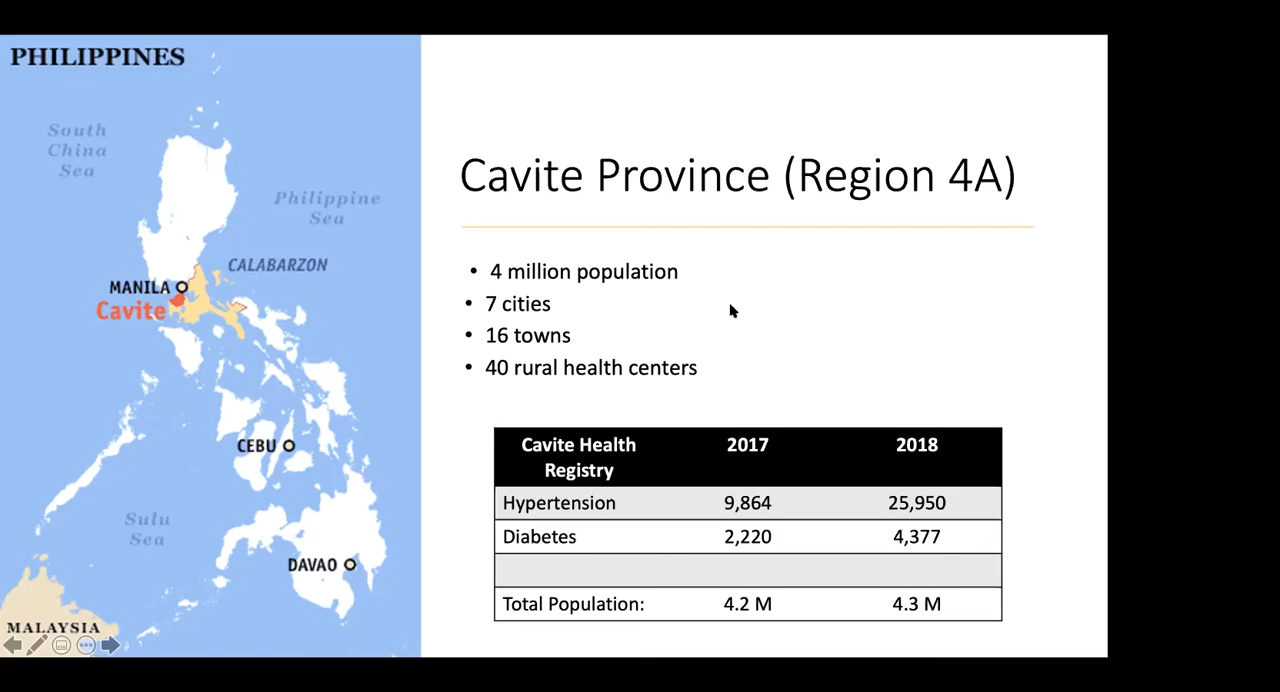 PHILIPPINES
South
China
Sea
Philippine
Sea
CALABARZON
MANILA
Cavite
CEBU
Sulu
Sea
DAVAO
MALAYSIA
Cavite Province (Region 4A)
• 4 million population
• 7 cities
• 16 towns
• 40 rural health centers
Cavite Health Registry 2017 2018
Hypertension 9,864 25,950
Diabetes 2,220 4,377
Total Population: 4.2 M 4.3 M